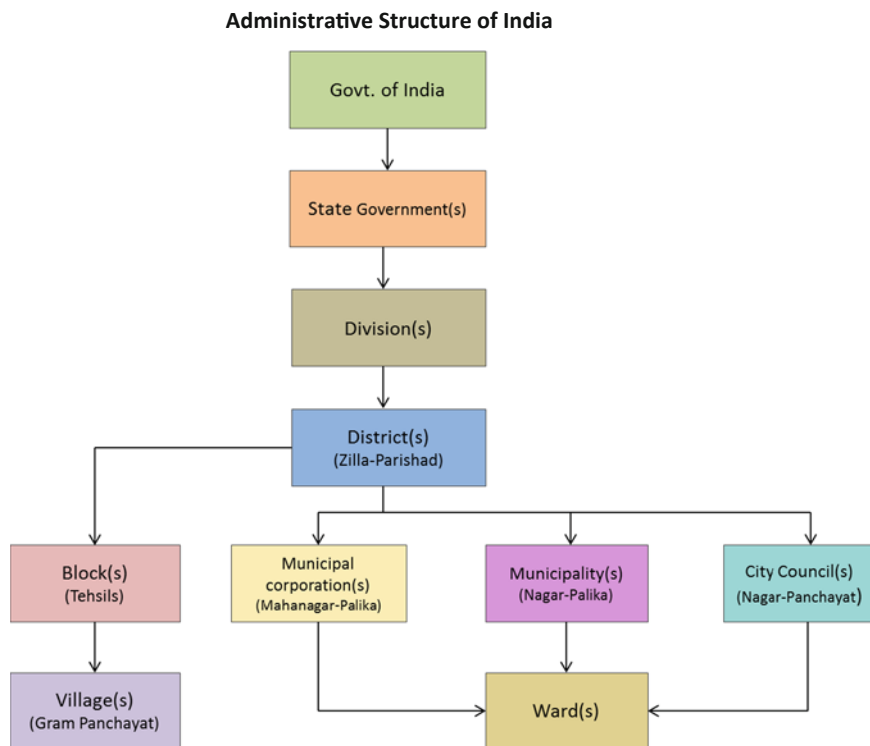 Administrative Structure of India
Govt. of India
State Government(s)
Division(s)
District(s)
(Zilla-Parishad)
Block(s)
(Tehsils)
Municipal
corporation(s)
(Mahanagar-Palika)
Municipality(s)
(Nagar-Palika)
City Council(s)
(Nagar-Panchayat)
Village(s)
(Gram Panchayat)
Ward(s)